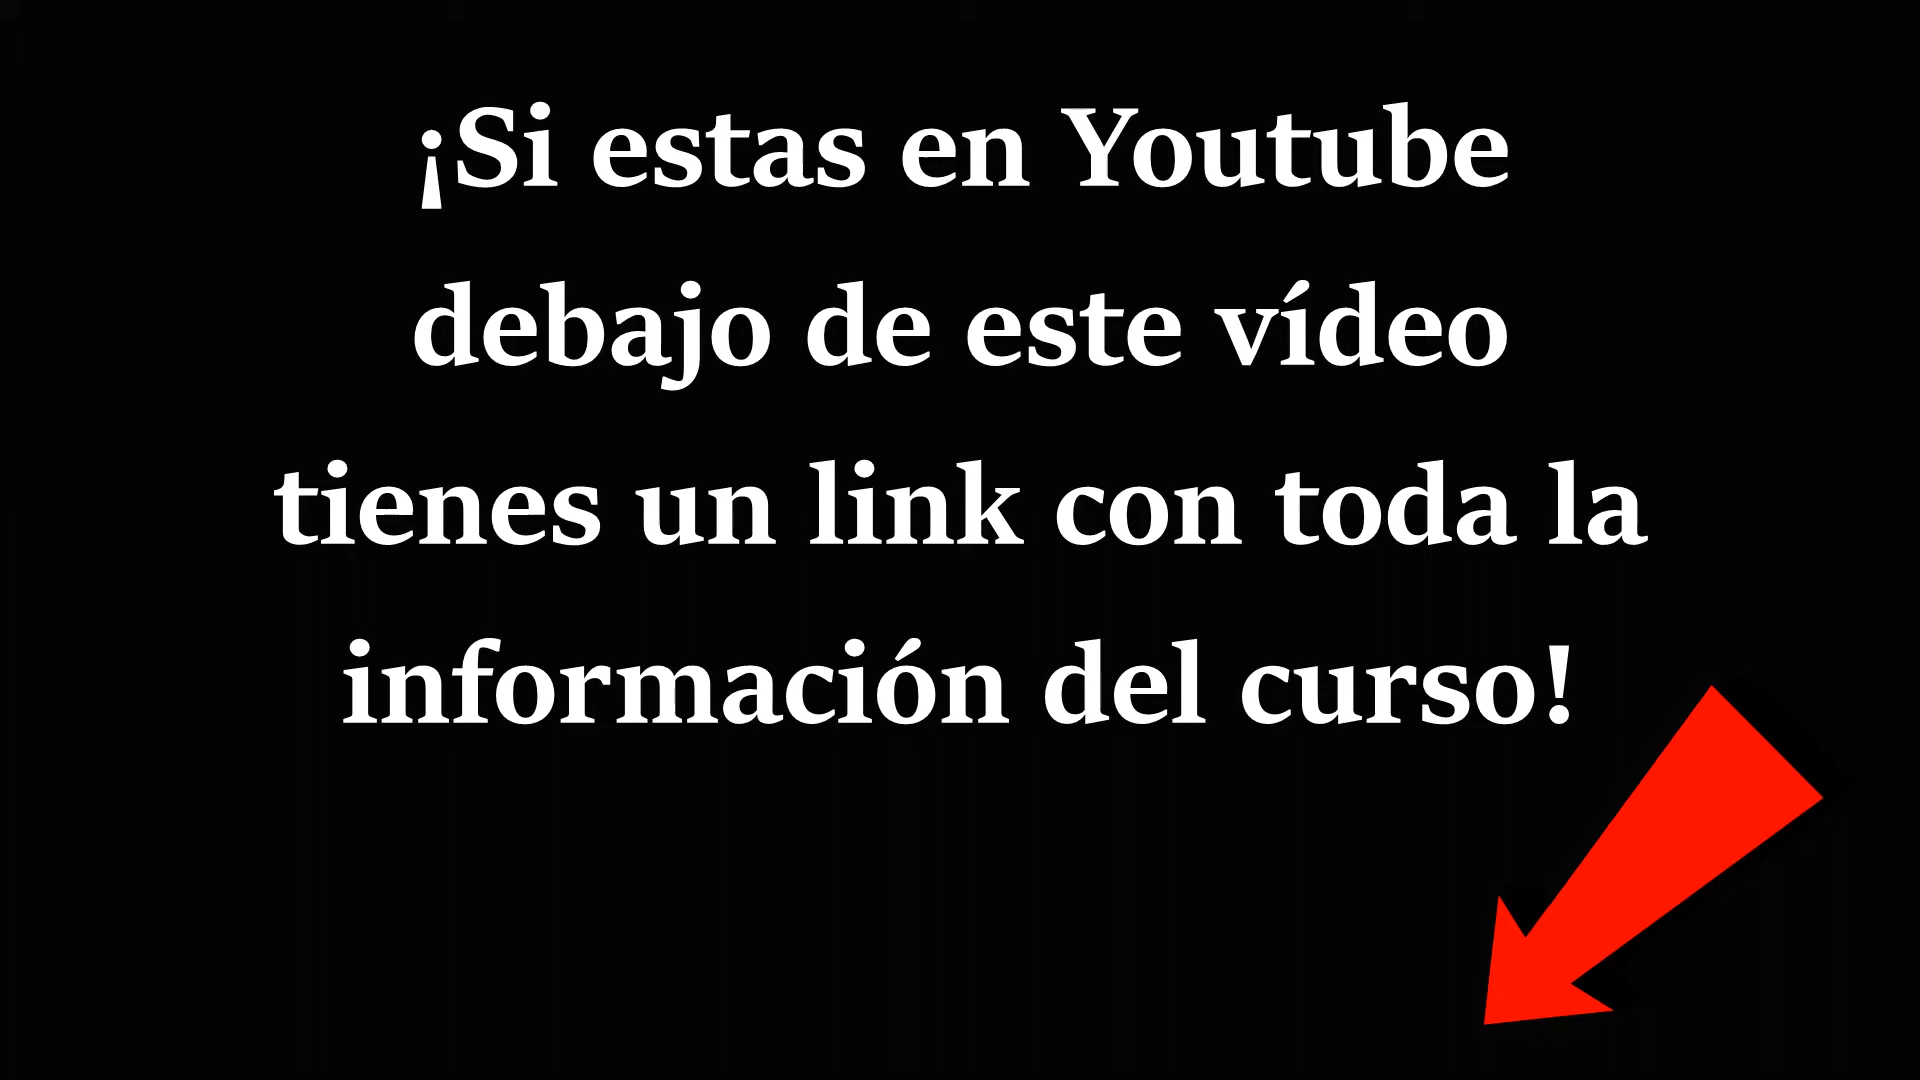 ¡Si estas en Youtube
debajo de este vídeo
tienes un link con toda la
información del curso!